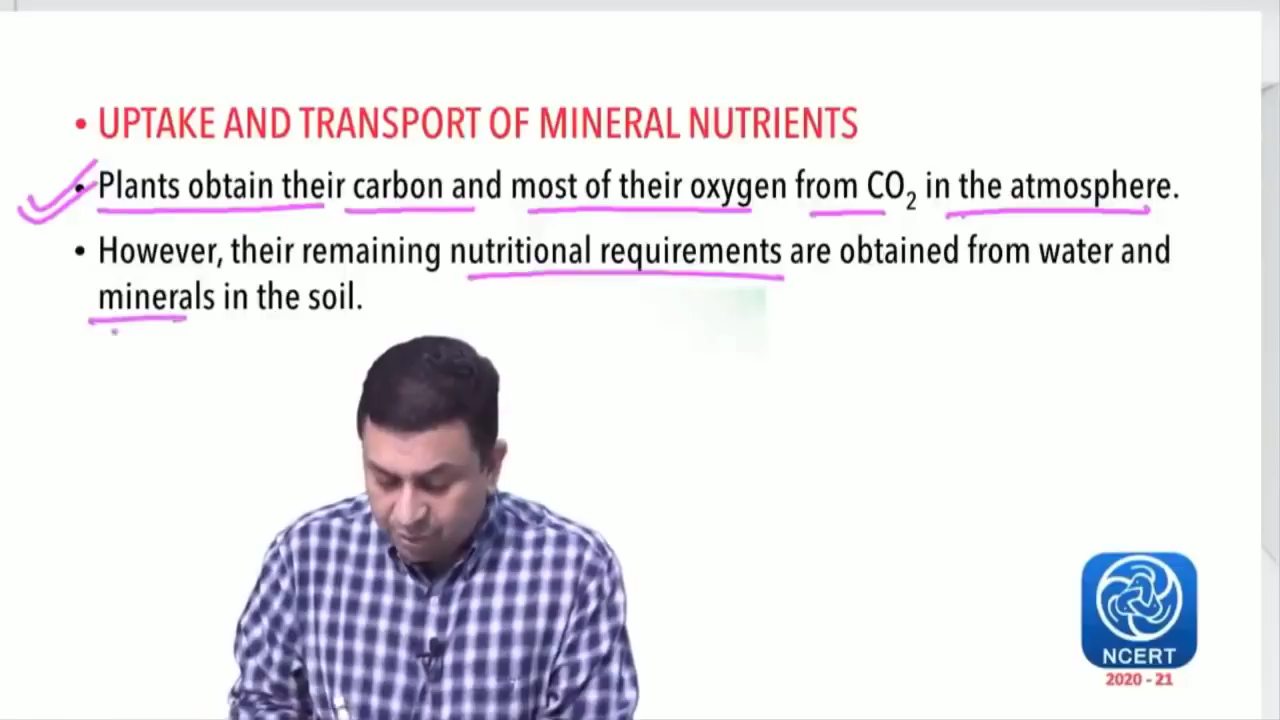 • UPTAKE AND TRANSPORT OF MINERAL NUTRIENTS
• Plants obtain their carbon and most of their oxygen from CO₂ in the atmosphere.
• However, their remaining nutritional requirements are obtained from water and
minerals in the soil.
NCERT
2020 - 21